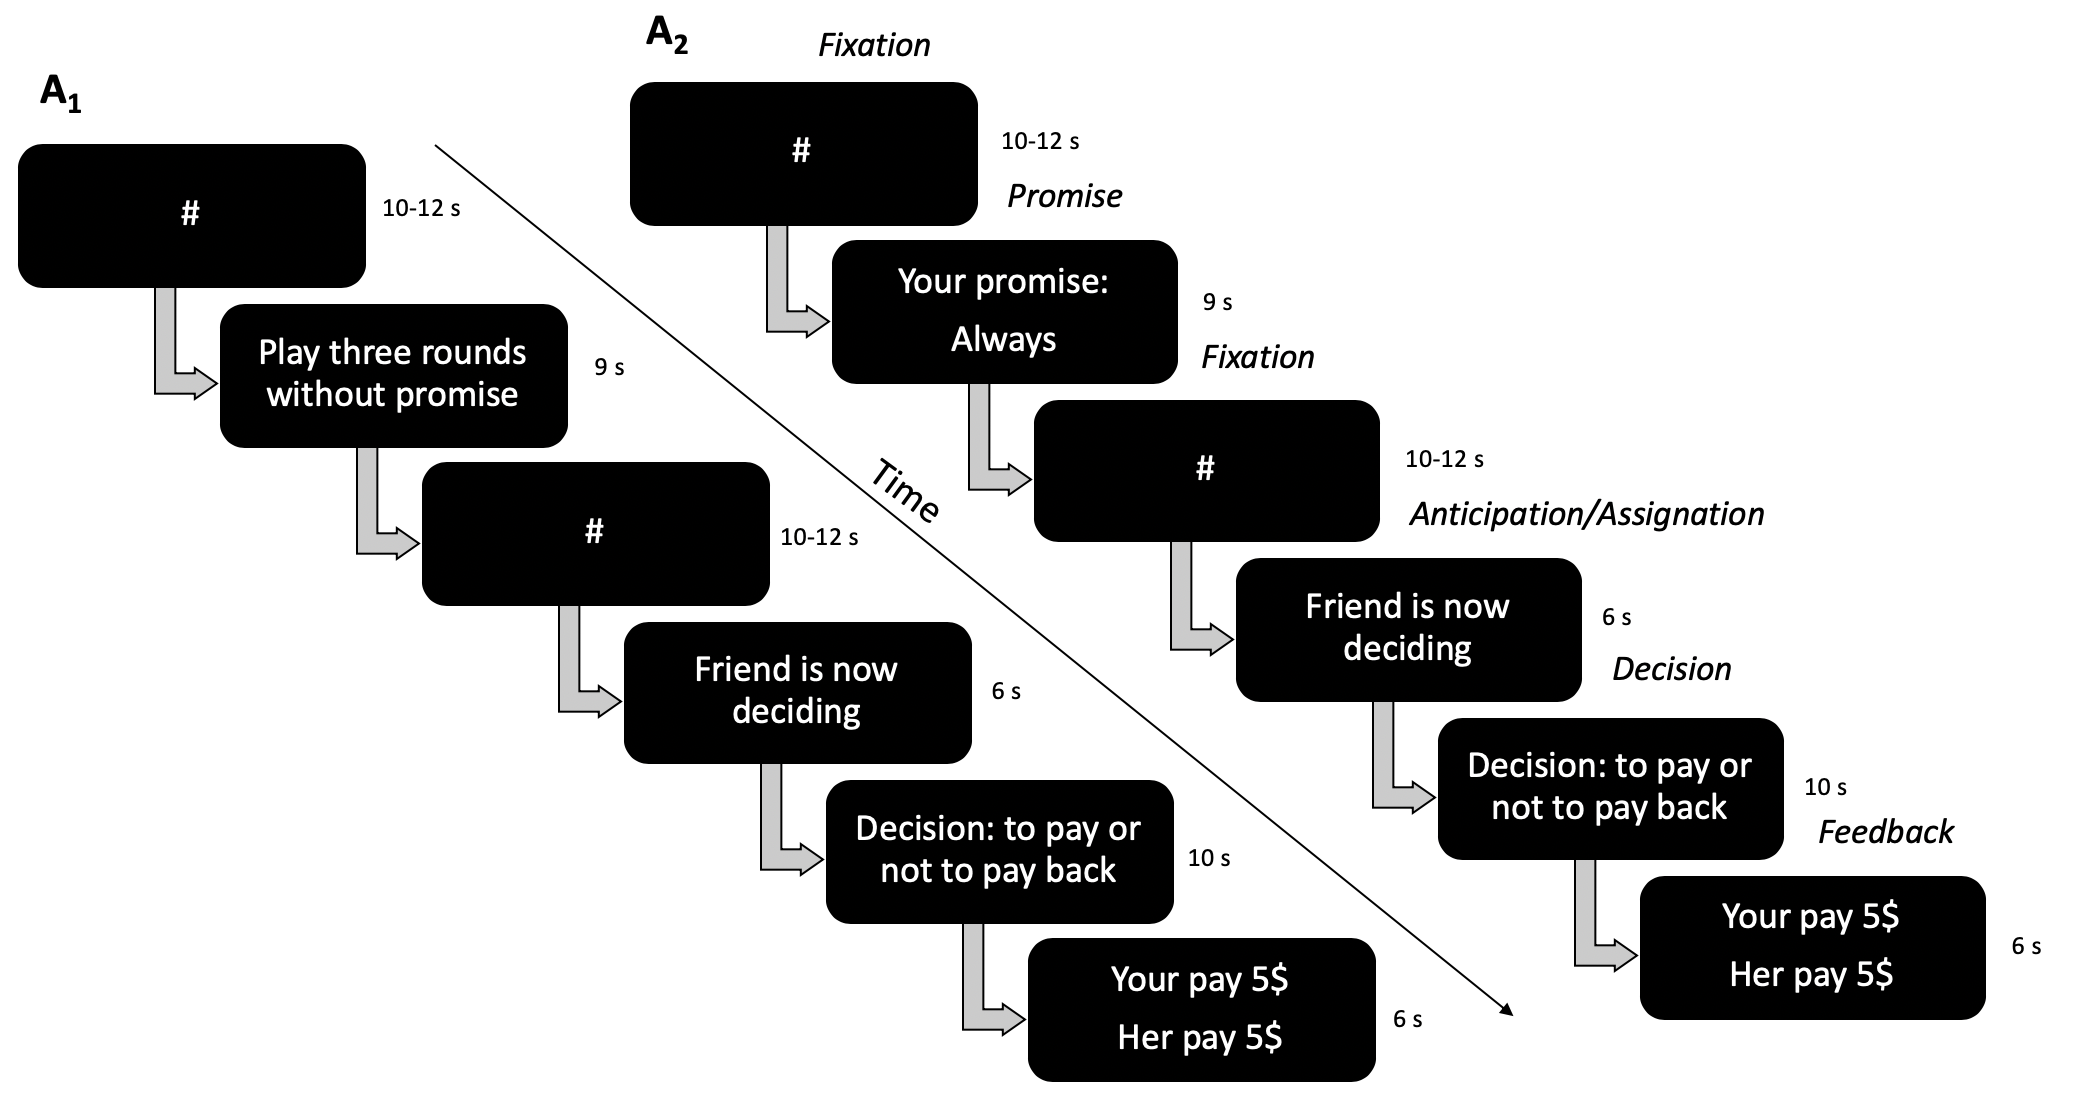 A1
#
10-12 s
Play three rounds
without promise
9 s
#
10-12 s
Friend is now
deciding
6 s
Decision: to pay or
not to pay back
10 s
Your pay 5$
Her pay 5$
6 s
Time
A2
Fixation
#
10-12 s
Promise
Your promise:
Always
9 s
Fixation
#
10-12 s
Anticipation/Assignation
Friend is now
deciding
6 s
Decision
Decision: to pay or
not to pay back
10 s
Feedback
Your pay 5$
Her pay 5$
6 s